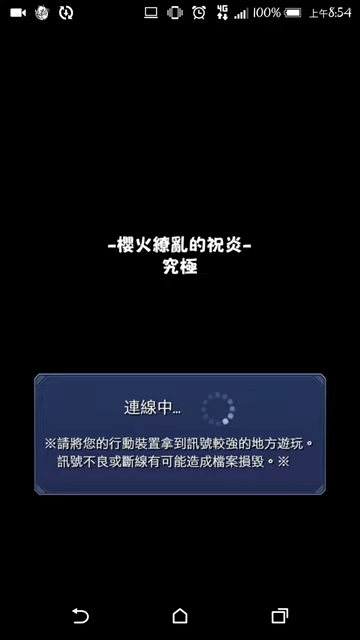 4G 100% 上午8:54
-櫻火繚亂的祝炎-
究極
連線中...
※請將您的行動裝置拿到訊號較強的地方遊玩。
訊號不良或斷線有可能造成檔案損毀。※